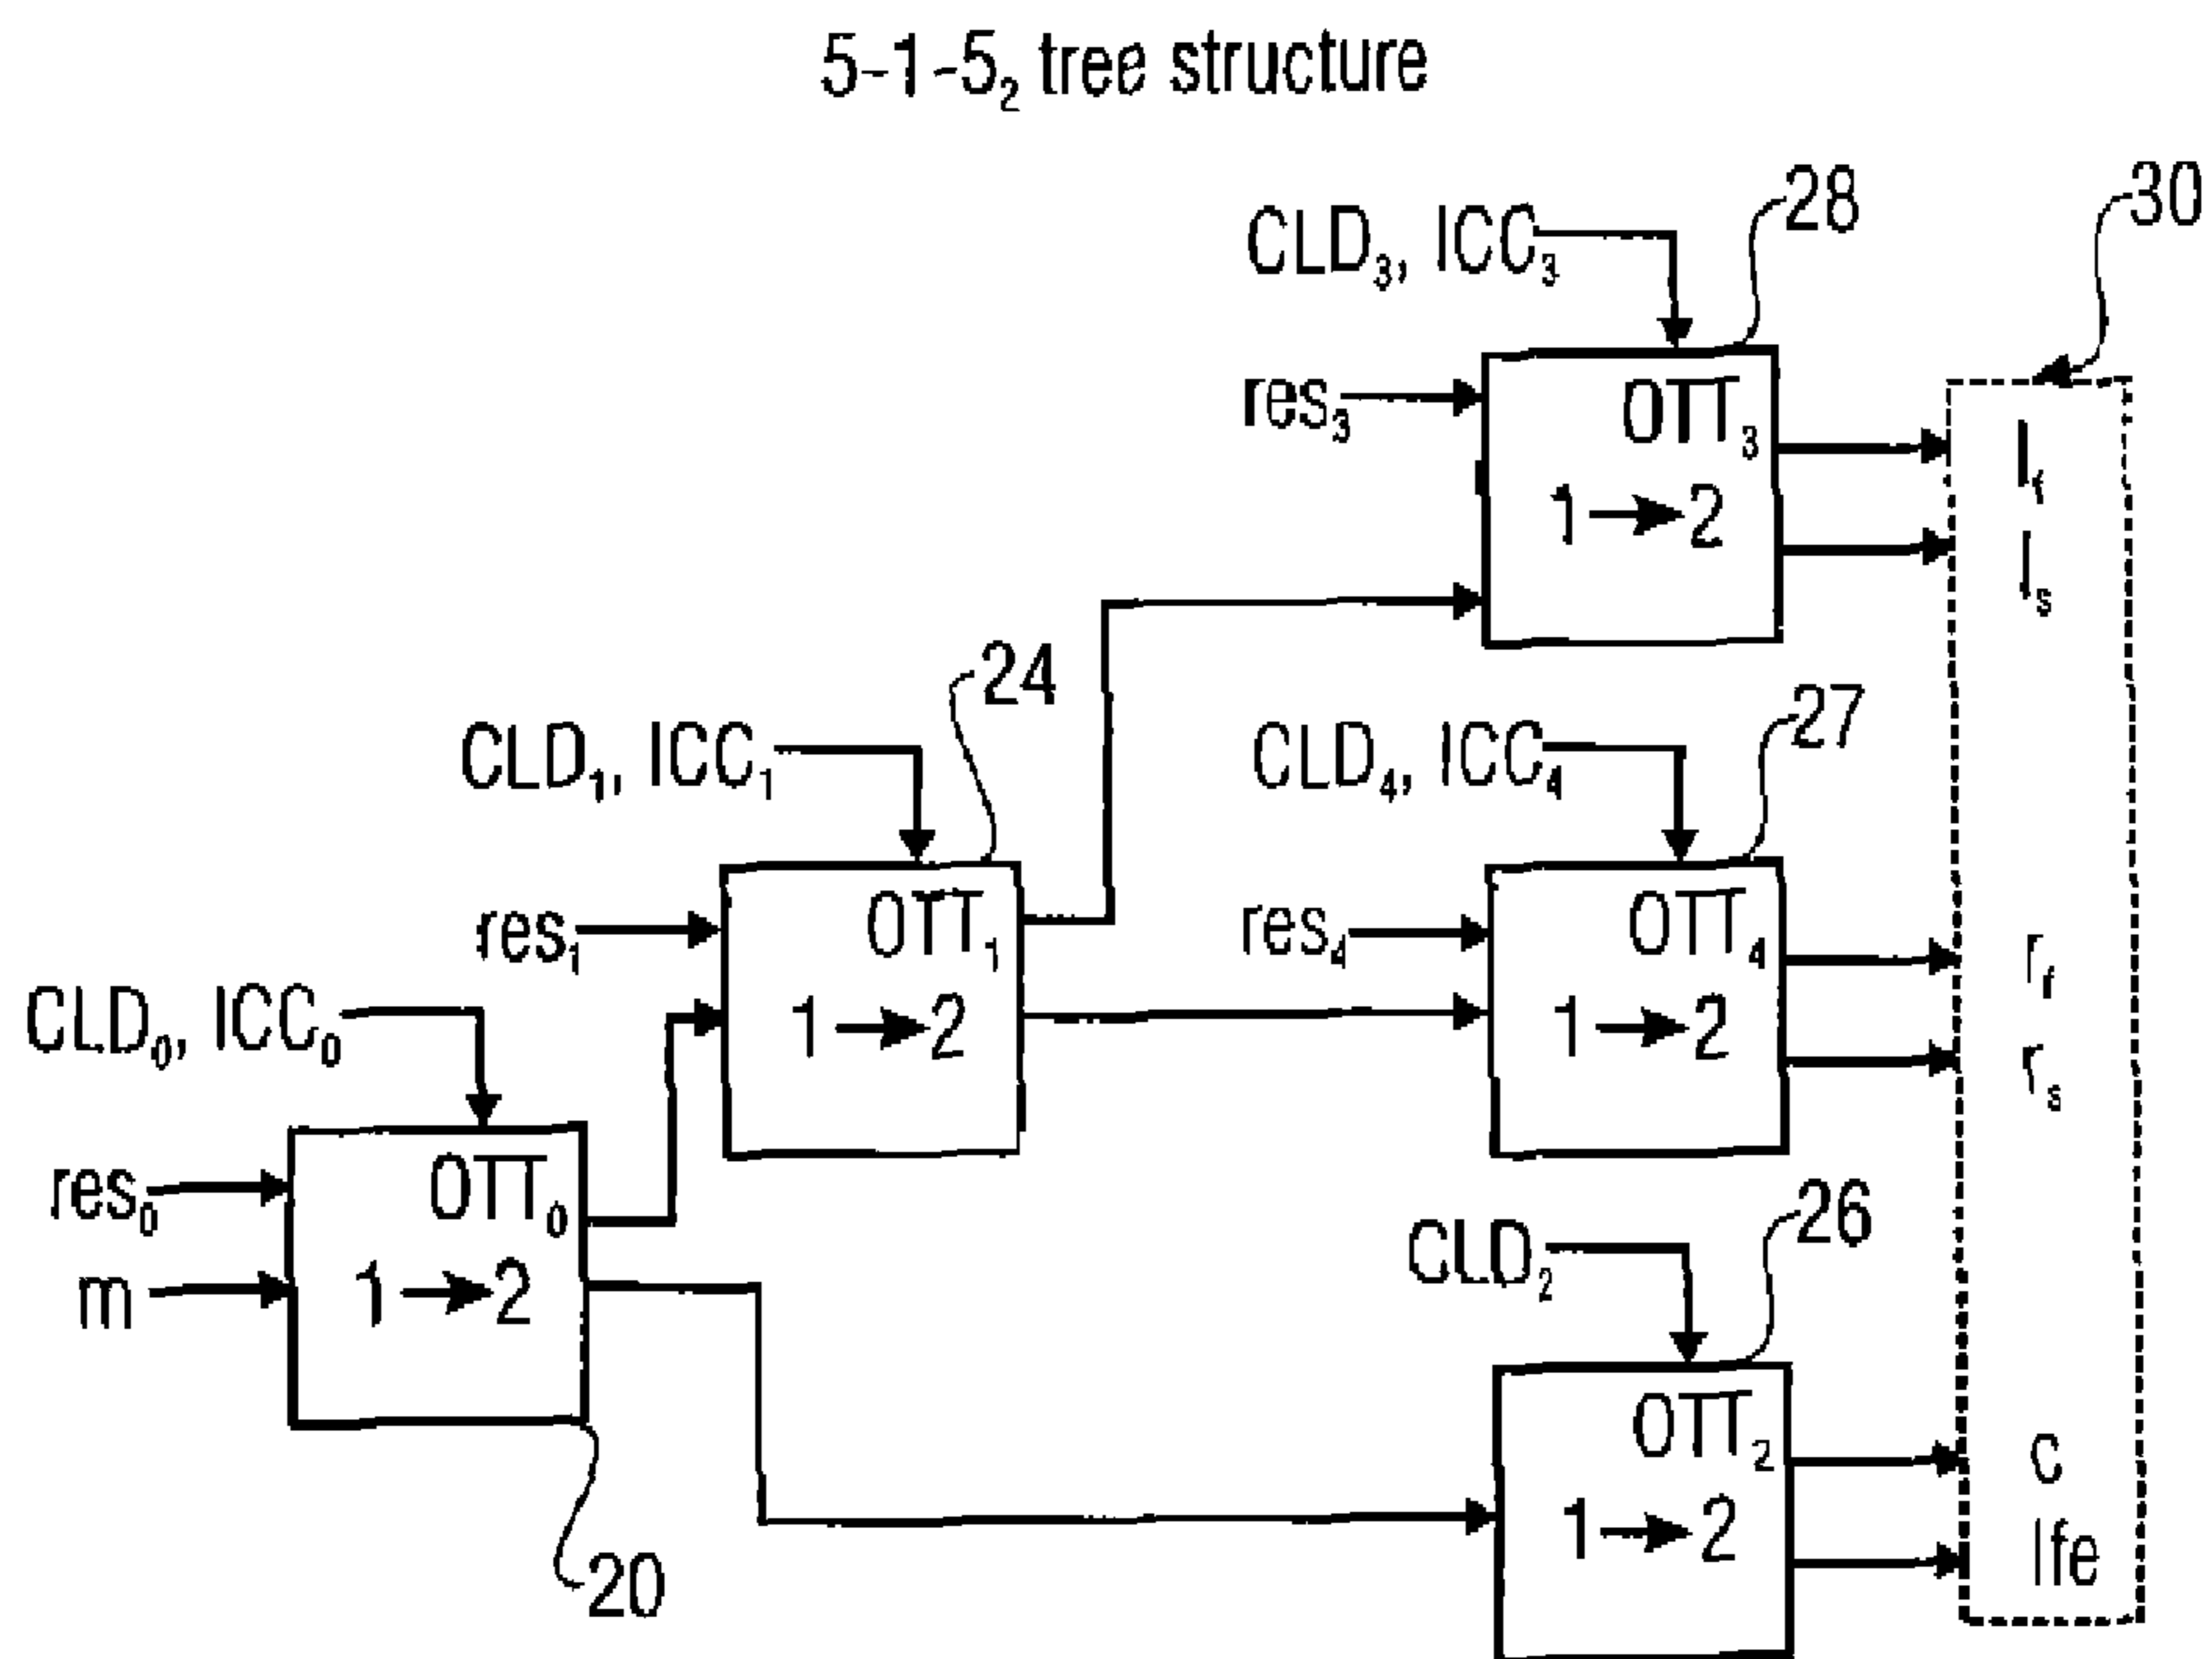 5-1-5₂ tree structure
28
30
CLD₃, ICC₃
res₃
OTT₃
1→2
l_f
l_s
24
27
CLD₁, ICC₁
CLD₄, ICC₄
res₁
OTT₁
1→2
res₄
OTT₄
1→2
r_f
r_s
CLD₀, ICC₀
res₀
OTT₀
m
1→2
20
CLD₂
26
OTT₂
1→2
c
lfe